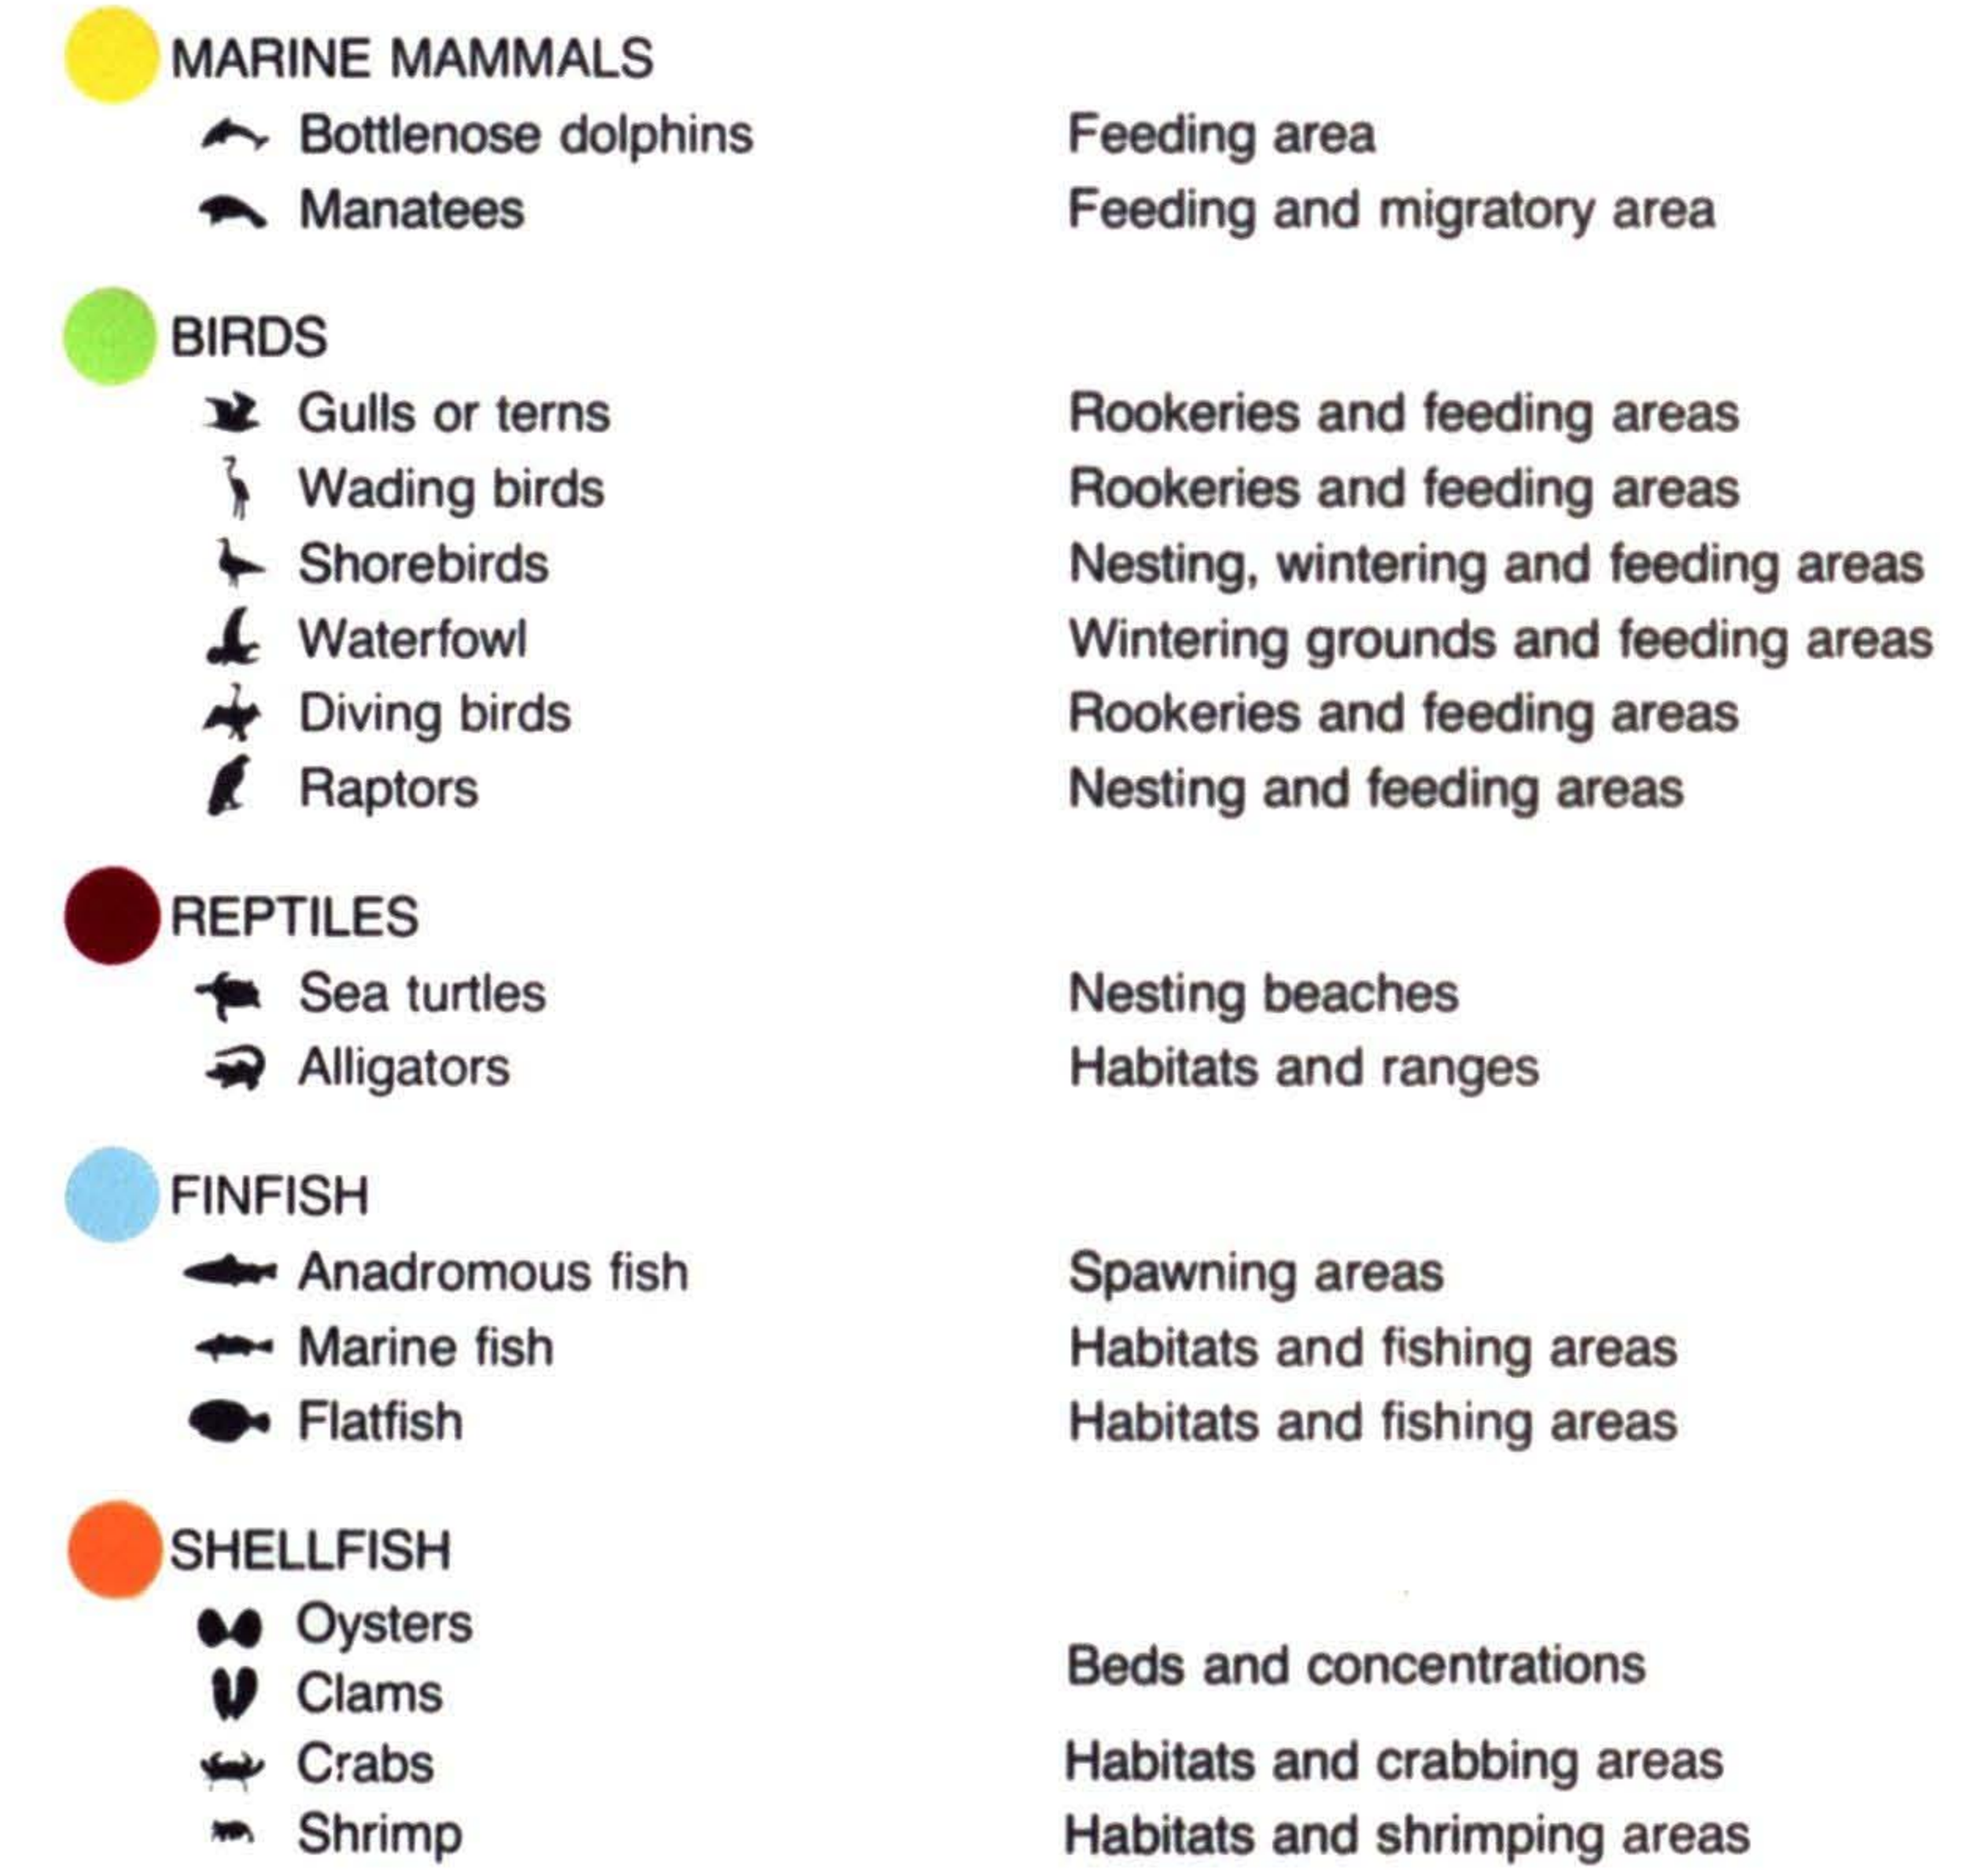 MARINE MAMMALS
Bottlenose dolphins Feeding area
Manatees Feeding and migratory area
BIRDS
Gulls or terns Rookeries and feeding areas
Wading birds Rookeries and feeding areas
Shorebirds Nesting, wintering and feeding areas
Waterfowl Wintering grounds and feeding areas
Diving birds Rookeries and feeding areas
Raptors Nesting and feeding areas
REPTILES
Sea turtles Nesting beaches
Alligators Habitats and ranges
FINFISH
Anadromous fish Spawning areas
Marine fish Habitats and fishing areas
Flatfish Habitats and fishing areas
SHELLFISH
Oysters
Beds and concentrations
Clams
Crabs Habitats and crabbing areas
Shrimp Habitats and shrimping areas